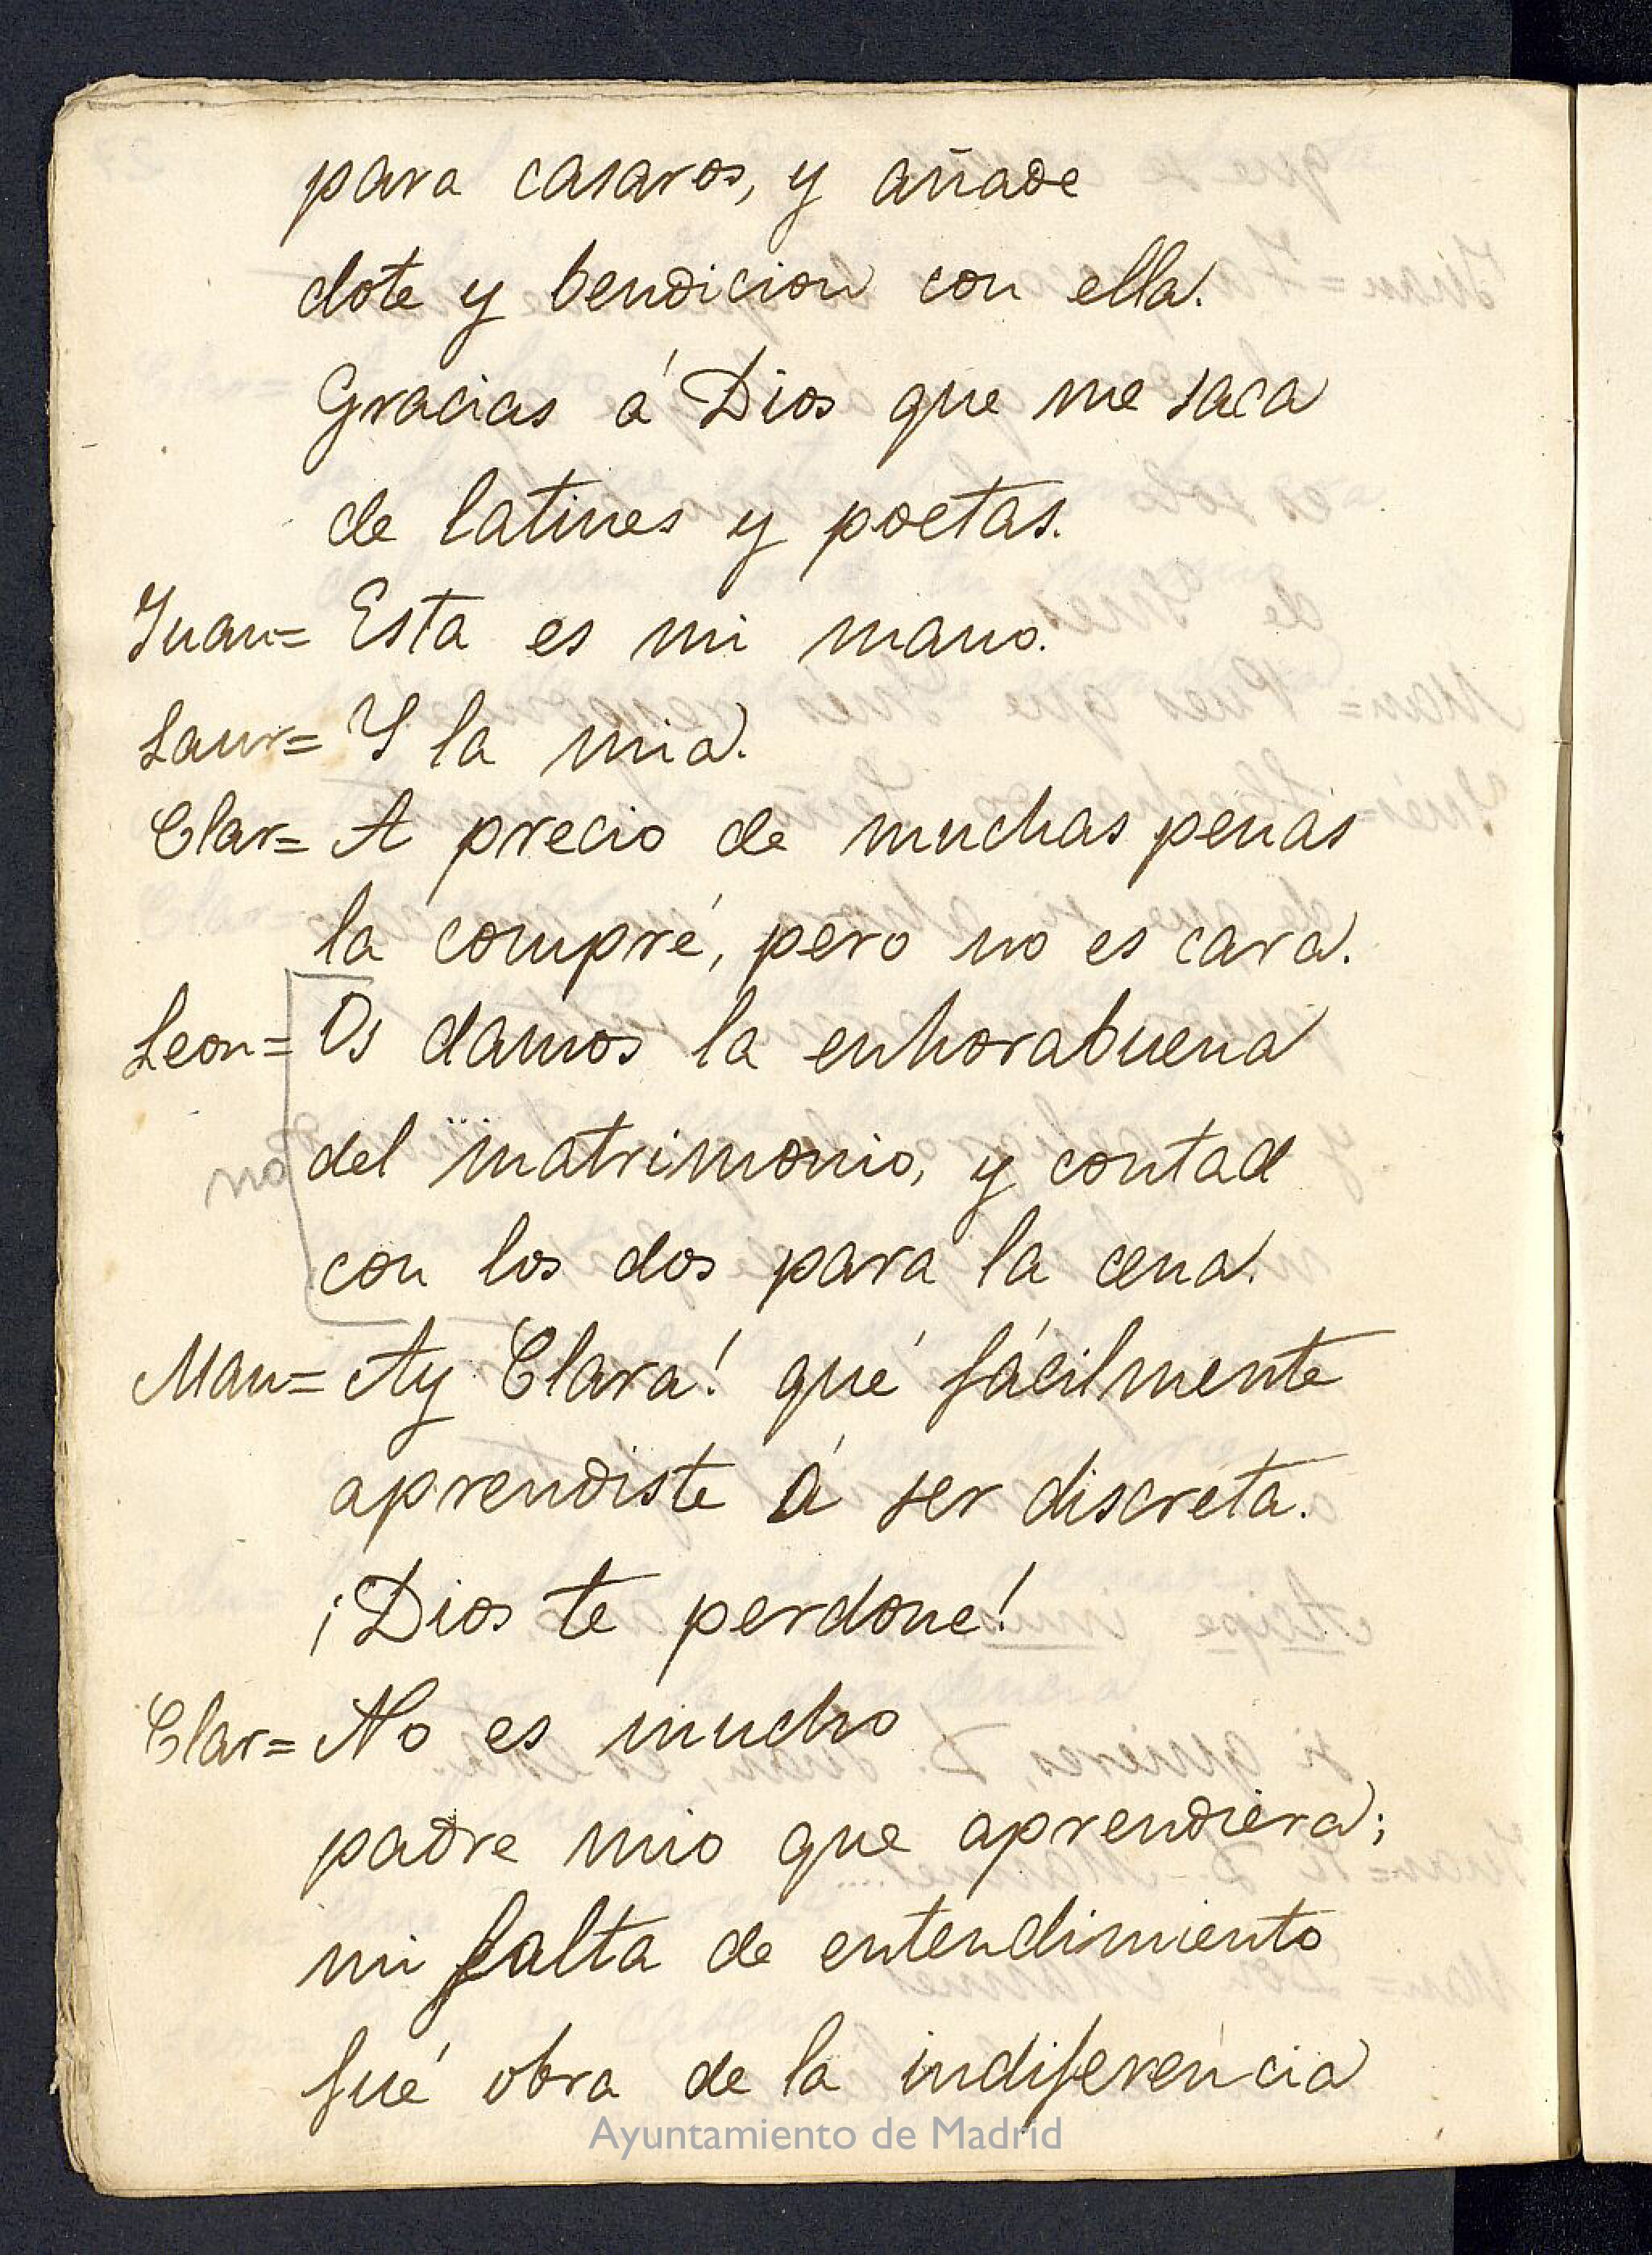 para casaros, y añade
dote y bendicion con ella.
Gracias á Dios que me saca
de latines y poetas.
Juan= Esta es mi mano.
Laur= Y la mia.
Clar= A precio de muchas penas
la compré, pero no es cara.
Leon= Os damos la enhorabuena
no del matrimonio, y contad
con los dos para la cena.
Man= Ay Clara! qué fácilmente
aprendiste á ser discreta.
¡Dios te perdone!
Clar= No es mucho
padre mio que aprendiera;
mi falta de entendimiento
fué obra de la indiferencia
Ayuntamiento de Madrid